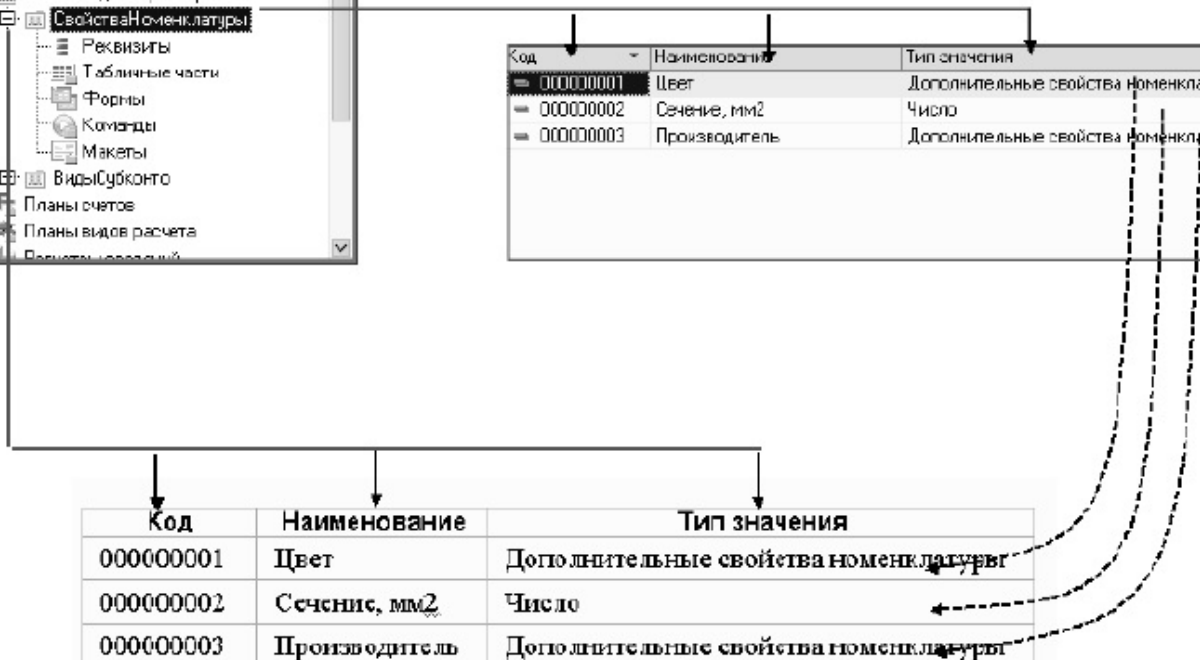 СвойстваНоменклатуры
Реквизиты
Табличные части
Формы
Команды
Макеты
ВидыСубконто
Планы счетов
Планы видов расчета
Код Наименование Тип значения
000000001 Цвет Дополнительные свойства номенкла
000000002 Сечение, мм2 Число
000000003 Производитель Дополнительные свойства номенкла
Код Наименование Тип значения
000000001 Цвет Дополнительные свойства номенклатуры
000000002 Сечение, мм2 Число
000000003 Производитель Дополнительные свойства номенклатуры